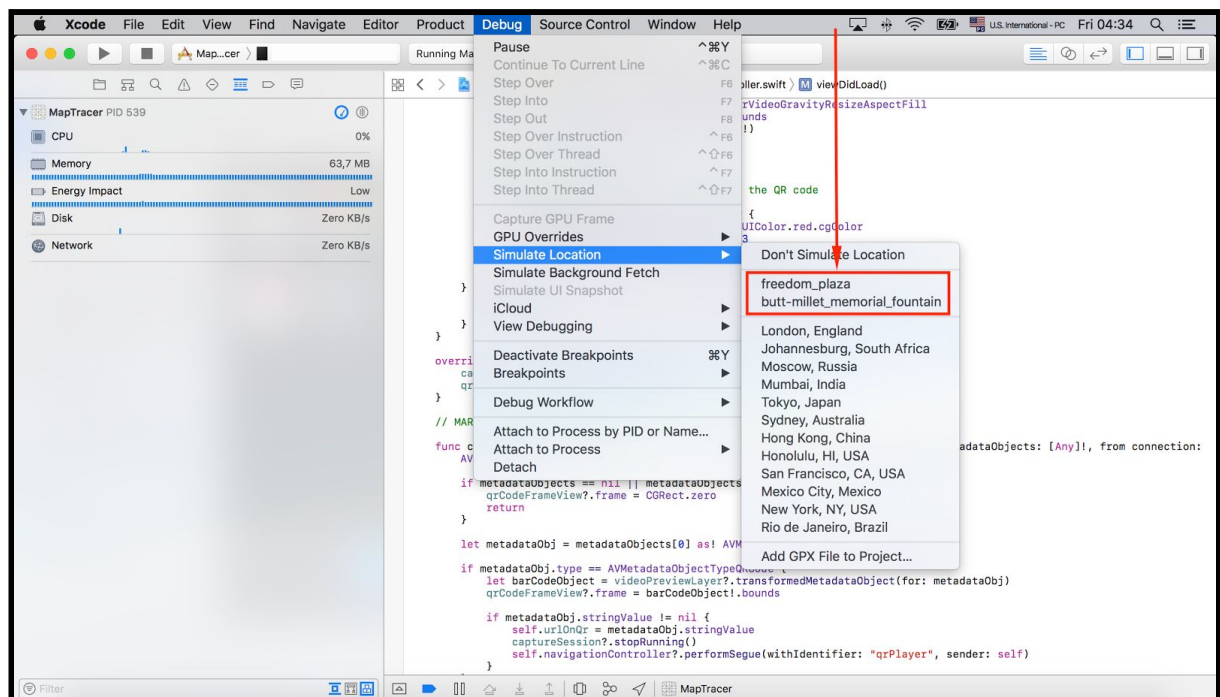 Xcode File Edit View Find Navigate Editor Product Debug Source Control Window Help U.S. International - PC Fri 04:34
Map...cer
Running Ma
ller.swift
M viewDidLoad()
MapTracer PID 539
CPU 0%
Memory 63,7 MB
Energy Impact Low
Disk Zero KB/s
Network Zero KB/s
Filter
Pause ^⌘Y
Continue To Current Line ^⌘C
Step Over F6
Step Into F7
Step Out F8
Step Over Instruction ^F6
Step Over Thread ^⇧F6
Step Into Instruction ^F7
Step Into Thread ^⇧F7
Capture GPU Frame
GPU Overrides
Simulate Location
Simulate Background Fetch
Simulate UI Snapshot
iCloud
View Debugging
Deactivate Breakpoints ⌘Y
Breakpoints
Debug Workflow
Attach to Process by PID or Name...
Attach to Process
Detach
Don't Simulate Location
freedom_plaza
butt-millet_memorial_fountain
London, England
Johannesburg, South Africa
Moscow, Russia
Mumbai, India
Tokyo, Japan
Sydney, Australia
Hong Kong, China
Honolulu, HI, USA
San Francisco, CA, USA
Mexico City, Mexico
New York, NY, USA
Rio de Janeiro, Brazil
Add GPX File to Project...
rVideoGravityResizeAspectFill
unds
!)
the QR code
{
UIColor.red.cgColor
3
}
}
}
overri
ca
qr
}
// MAR
func c adataObjects: [Any]!, from connection:
AV
if metadataObjects == nil || metadataObjects
qrCodeFrameView?.frame = CGRect.zero
return
}
let metadataObj = metadataObjects[0] as! AVM
if metadataObj.type == AVMetadataObjectTypeQRCode {
let barCodeObject = videoPreviewLayer?.transformedMetadataObject(for: metadataObj)
qrCodeFrameView?.frame = barCodeObject!.bounds
if metadataObj.stringValue != nil {
self.urlOnQr = metadataObj.stringValue
captureSession?.stopRunning()
self.navigationController?.performSegue(withIdentifier: "qrPlayer", sender: self)
}
MapTracer